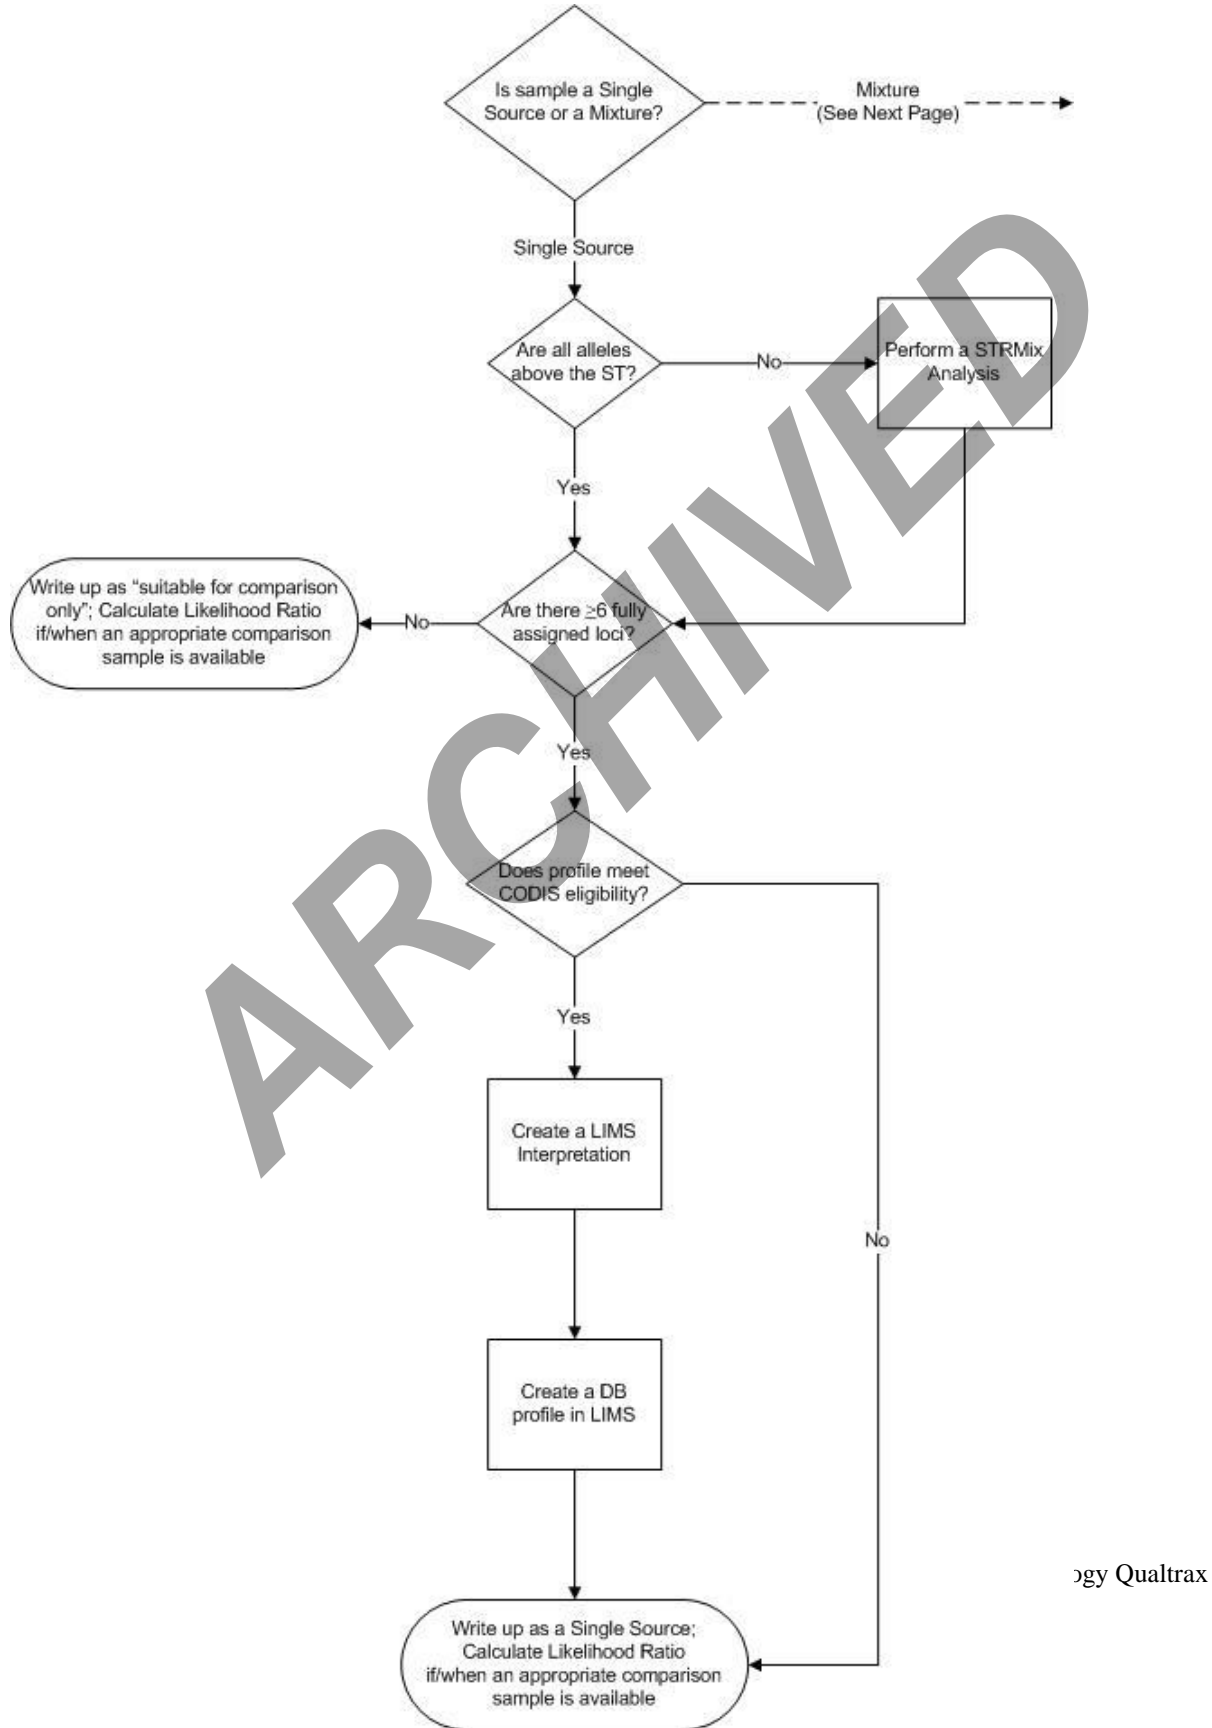 Is sample a Single
Source or a Mixture?
Mixture
(See Next Page)
Single Source
Are all alleles
above the ST?
No
Perform a STRMix
Analysis
Yes
Write up as “suitable for comparison
only”; Calculate Likelihood Ratio
if/when an appropriate comparison
sample is available
No
Are there ≥6 fully
assigned loci?
Yes
Does profile meet
CODIS eligibility?
Yes
Create a LIMS
Interpretation
No
Create a DB
profile in LIMS
Qualtrax
Write up as a Single Source;
Calculate Likelihood Ratio
if/when an appropriate comparison
sample is available
ARCHIVED